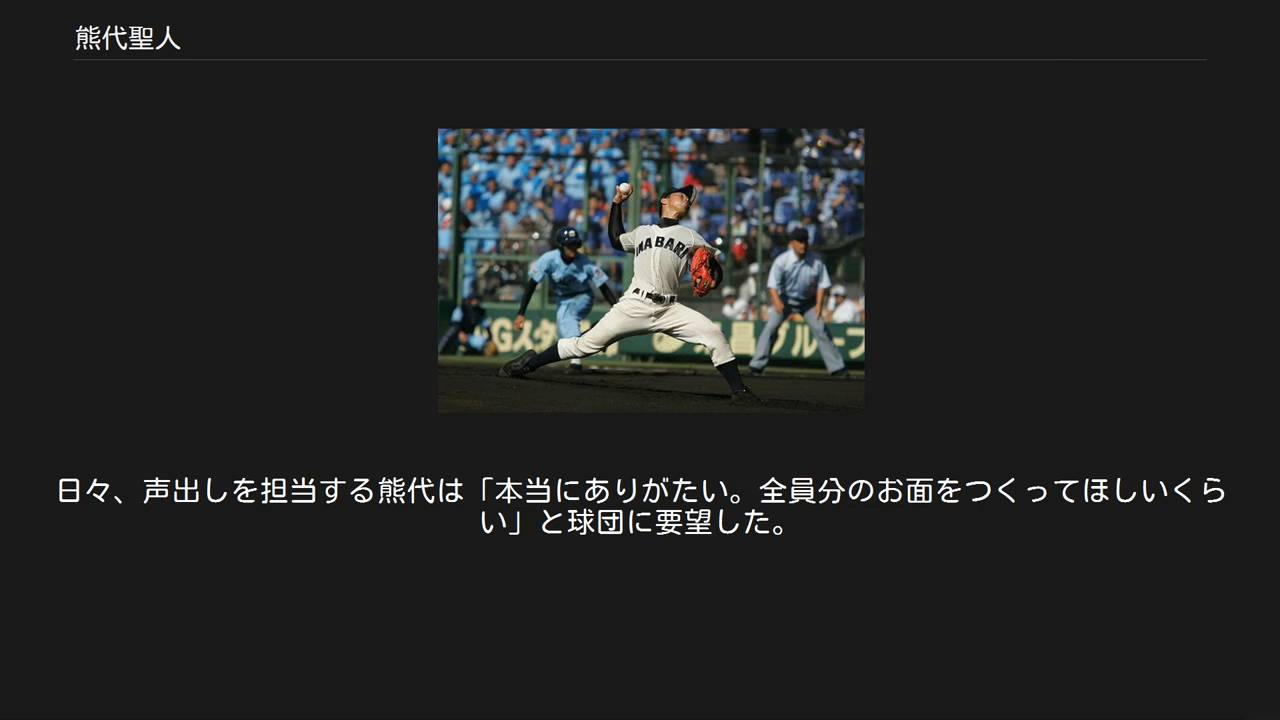 熊代聖人
日々、声出しを担当する熊代は「本当にありがたい。全員分のお面をつくってほしいくら
い」と球団に要望した。